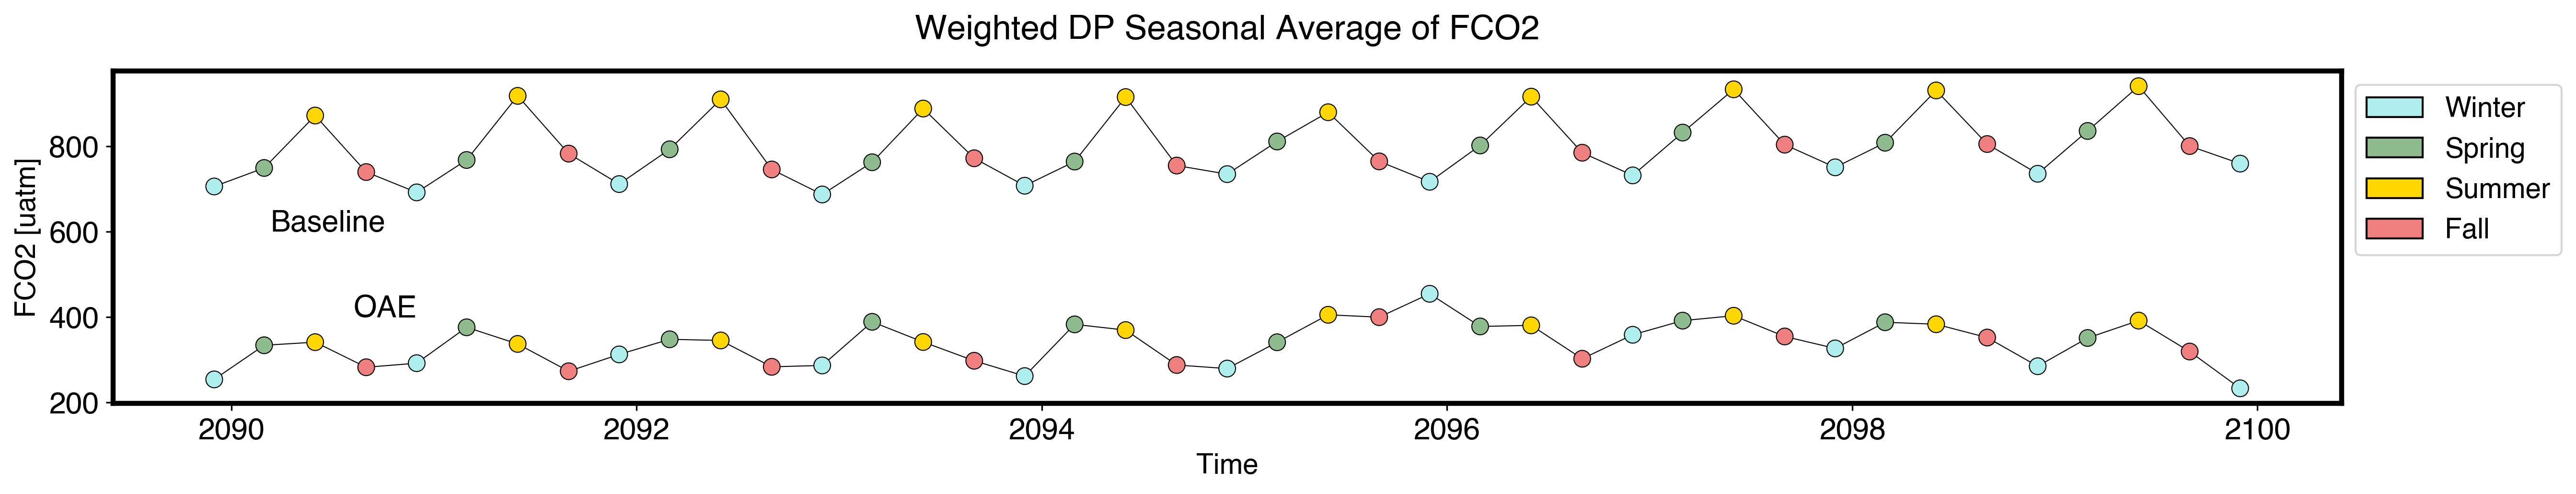 Weighted DP Seasonal Average of FCO2
FCO2 [uatm]
800
600
400
200
Baseline
OAE
2090
2092
2094
2096
2098
2100
Time
Winter
Spring
Summer
Fall